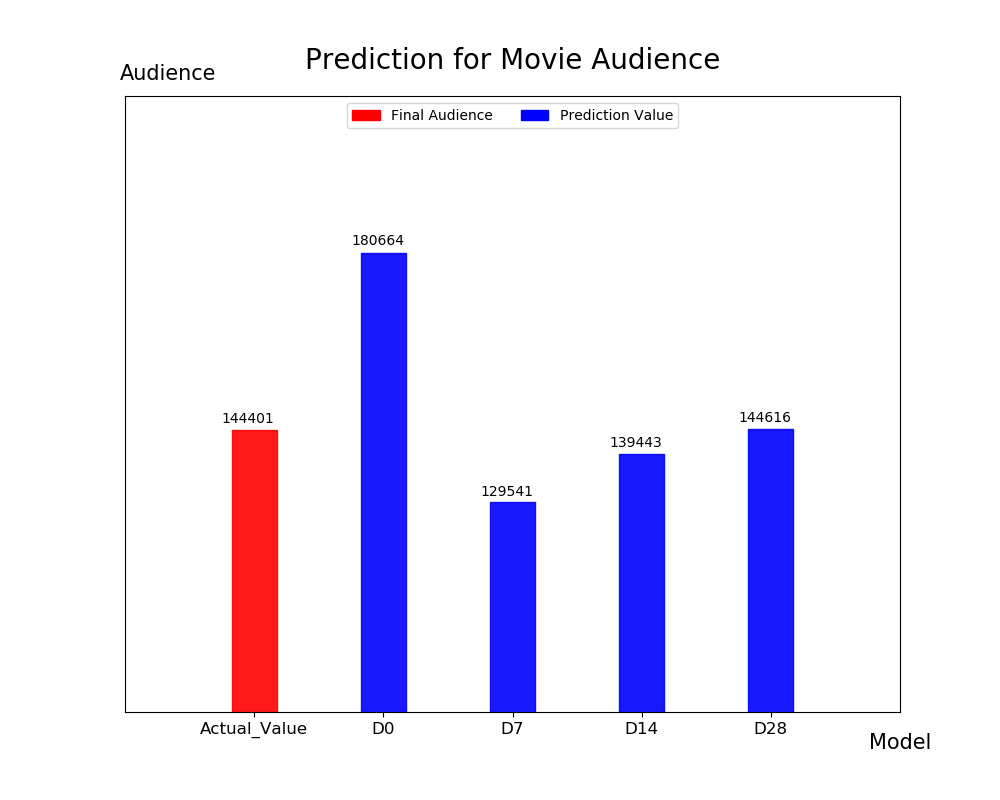 Prediction for Movie Audience
Audience
Final Audience Prediction Value
180664
144401
144616
139443
129541
Actual_Value D0 D7 D14 D28
Model